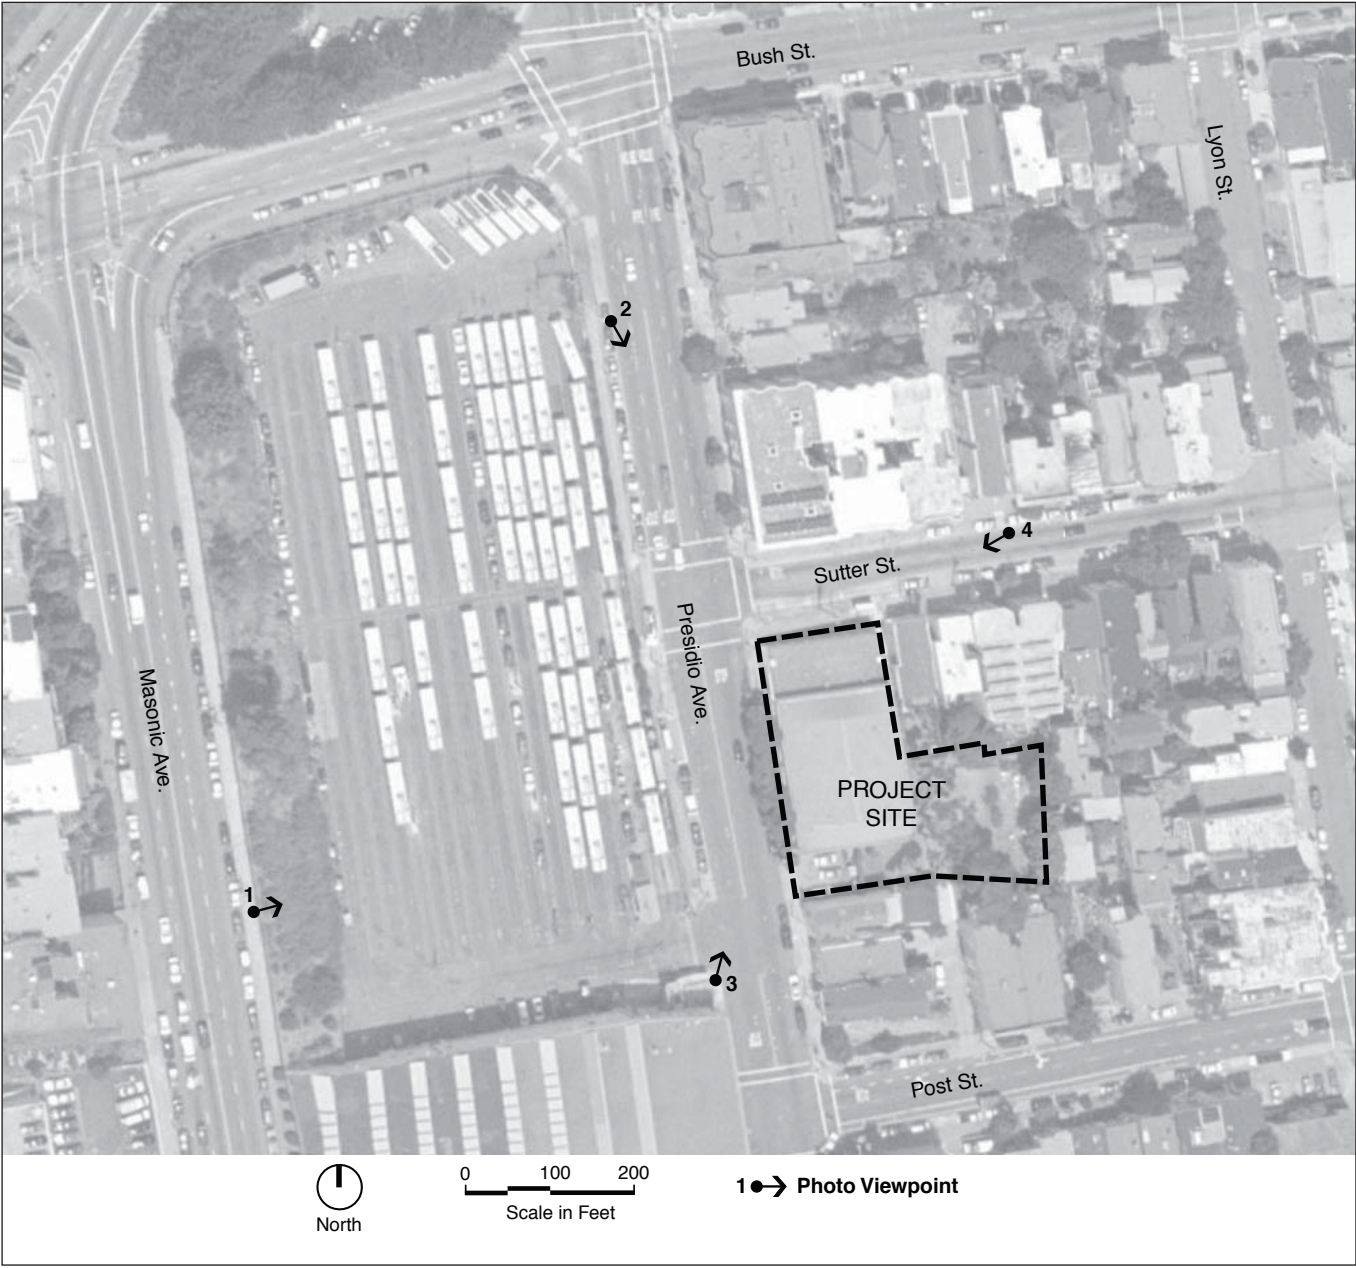 Bush St.
Lyon St.
2
4
Sutter St.
Presidio Ave.
Masonic Ave.
PROJECT
SITE
1
3
Post St.
0 100 200
Scale in Feet
North
1 Photo Viewpoint